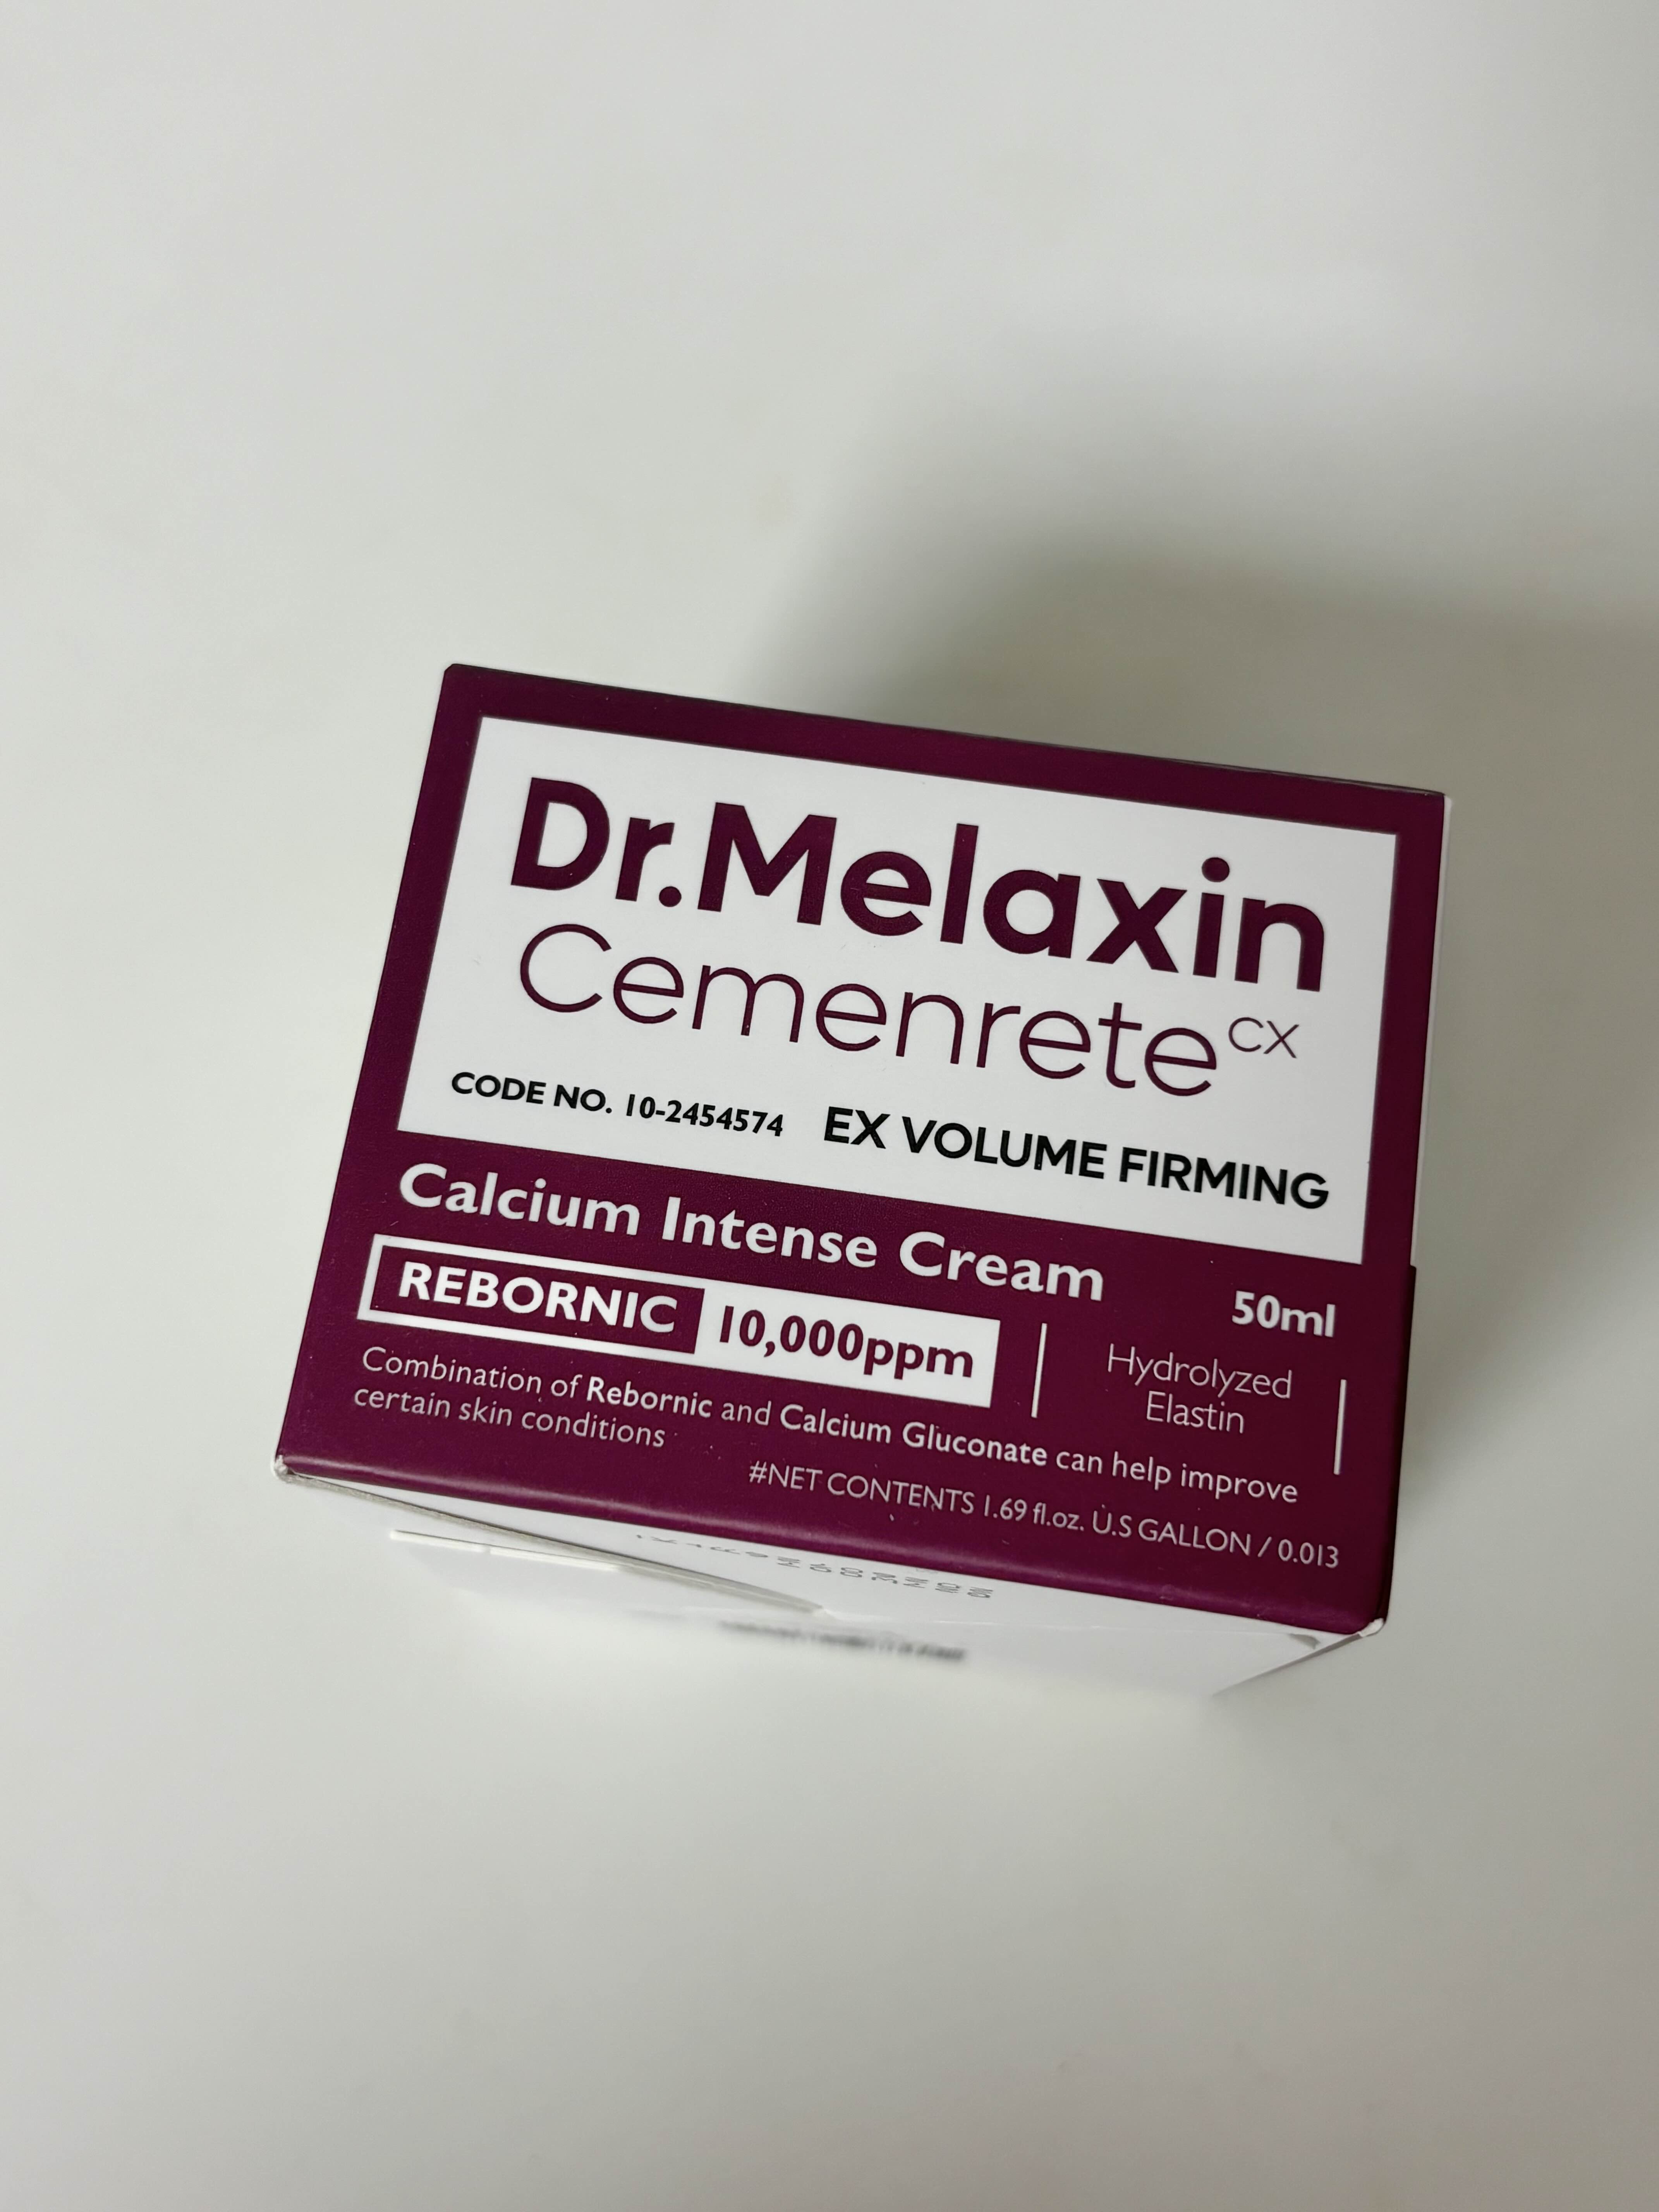 Dr.Melaxin
Cemenrete CX
CODE NO. 10-2454574 EX VOLUME FIRMING
Calcium Intense Cream 50ml
REBORNIC 10,000ppm
Hydrolyzed
Elastin
Combination of Rebornic and Calcium Gluconate can help improve
certain skin conditions
#NET CONTENTS 1.69 fl.oz. U.S GALLON / 0.013